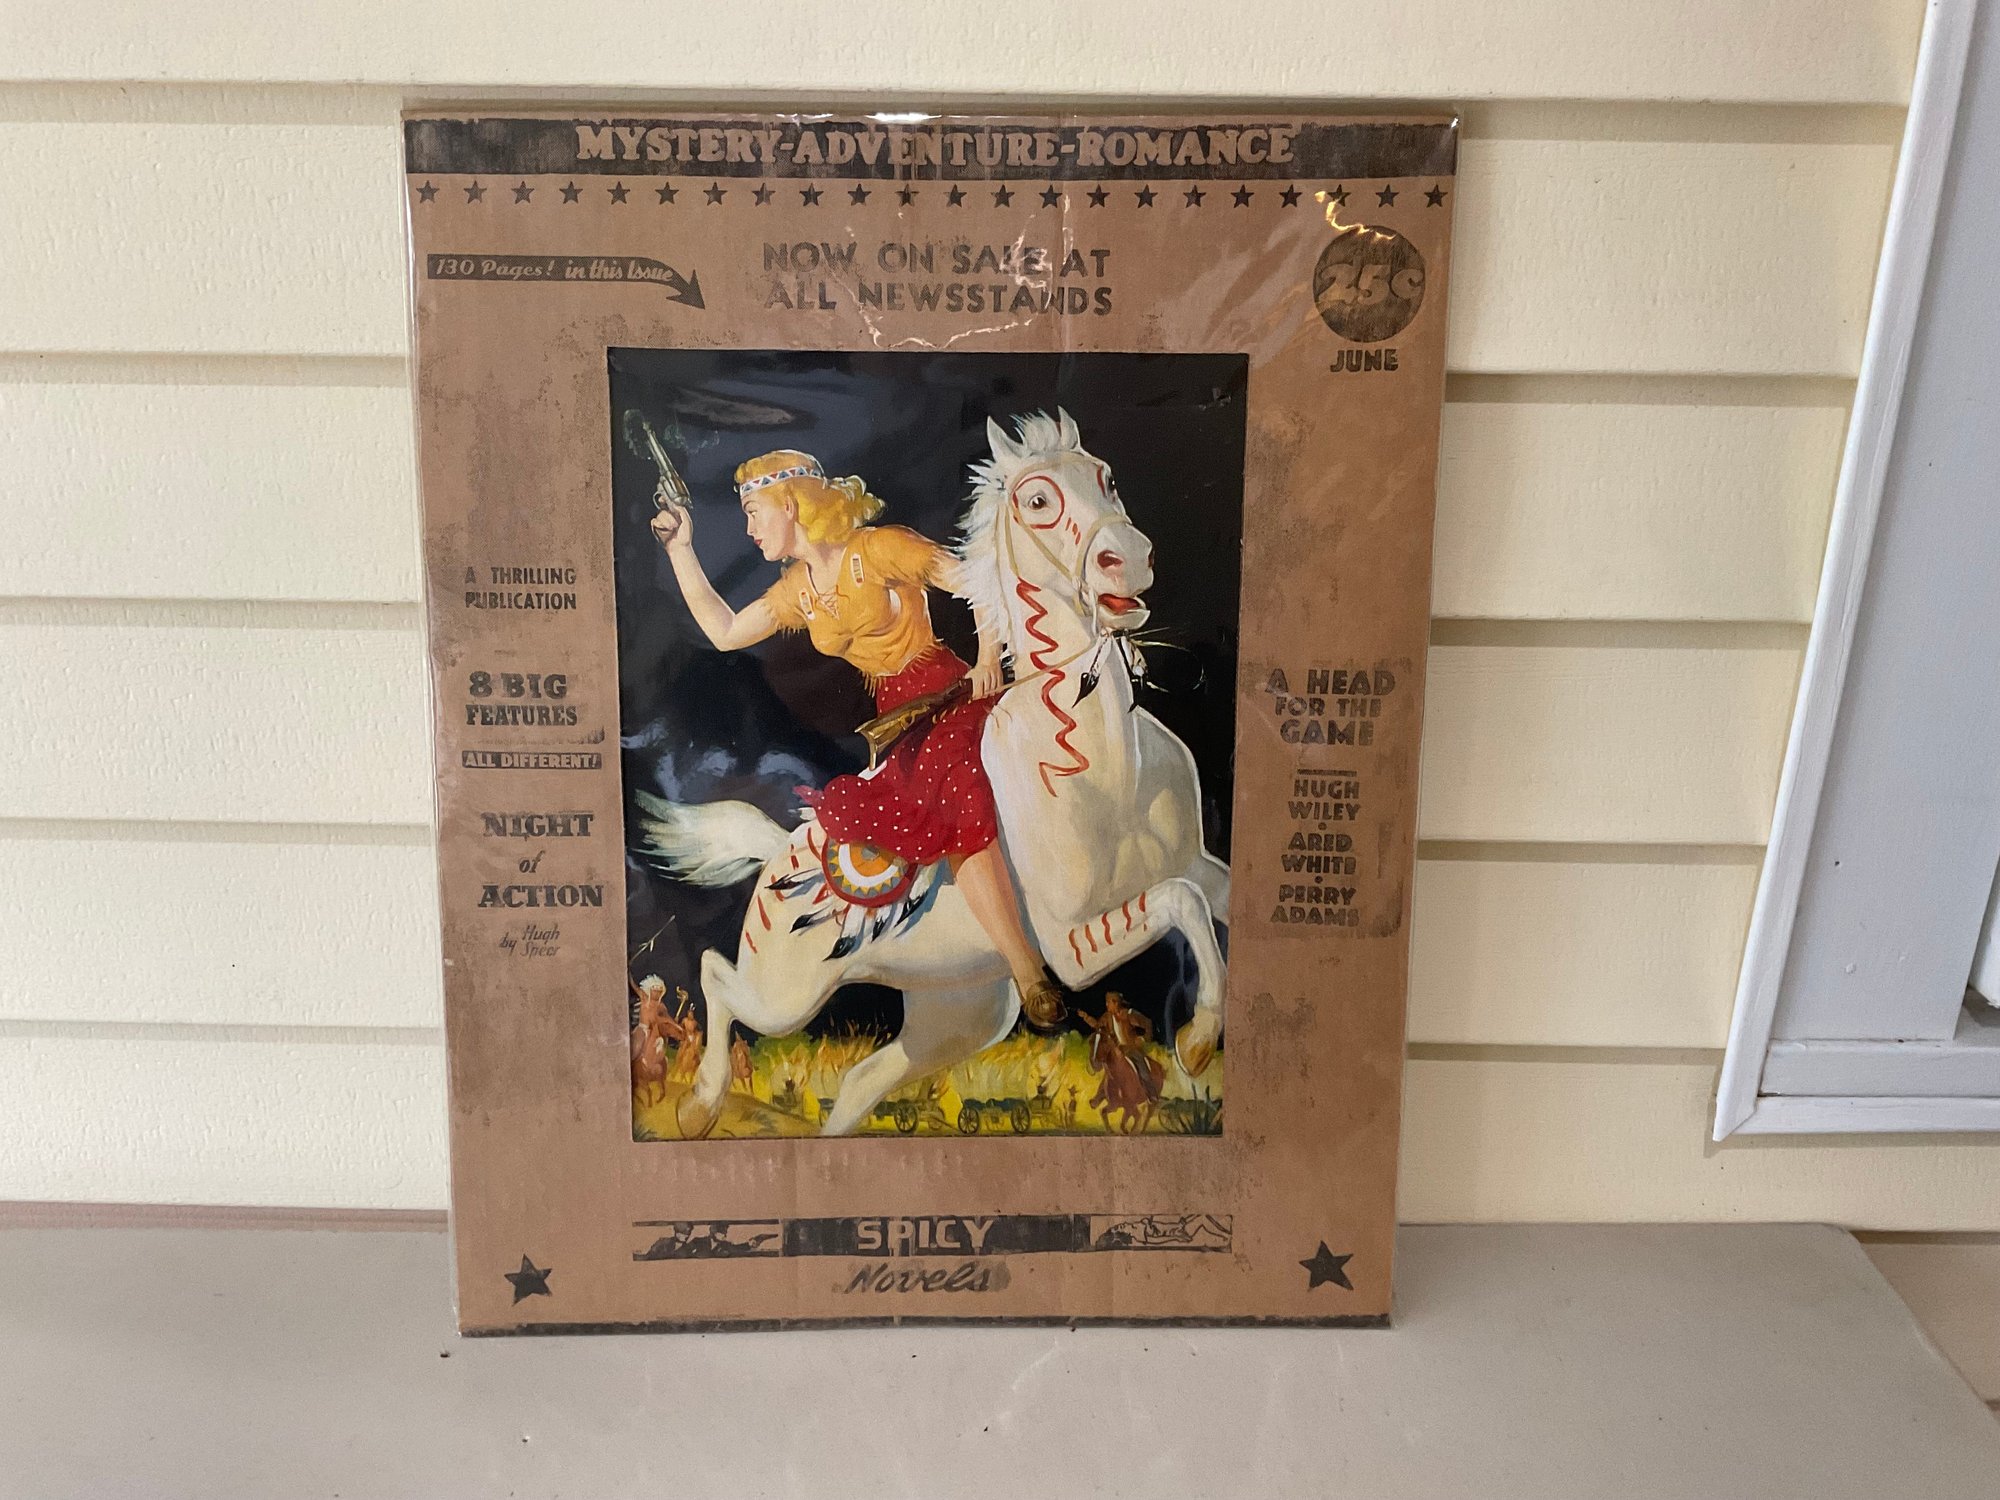 MYSTERY-ADVENTURE-ROMANCE
130 Pages! in this Issue
NOW ON SALE AT
ALL NEWSSTANDS
25¢
JUNE
A THRILLING
PUBLICATION
8 BIG
FEATURES
ALL DIFFERENT!
NIGHT
of
ACTION
by Hugh
Speer
A HEAD
FOR THE
GAME
HUGH
WILEY
•
ARED
WHITE
•
PERRY
ADAMS
SPICY
Novels